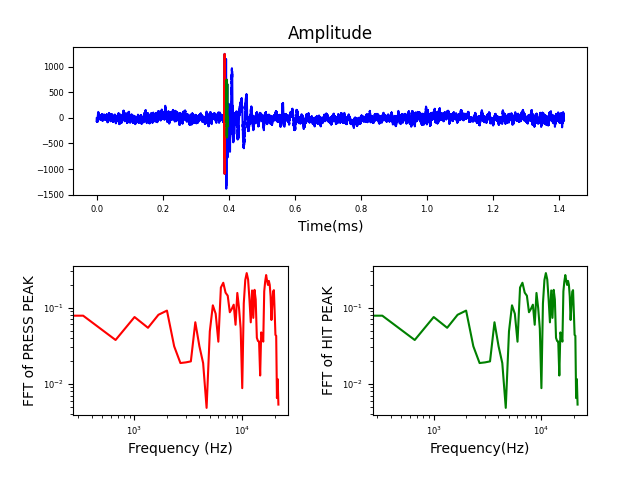 Amplitude
1000
500
0
−500
−1000
−1500
0.0 0.2 0.4 0.6 0.8 1.0 1.2 1.4
Time(ms)
FFT of PRESS PEAK
10⁻¹
10⁻²
10³ 10⁴
Frequency (Hz)
FFT of HIT PEAK
10⁻¹
10⁻²
10³ 10⁴
Frequency(Hz)